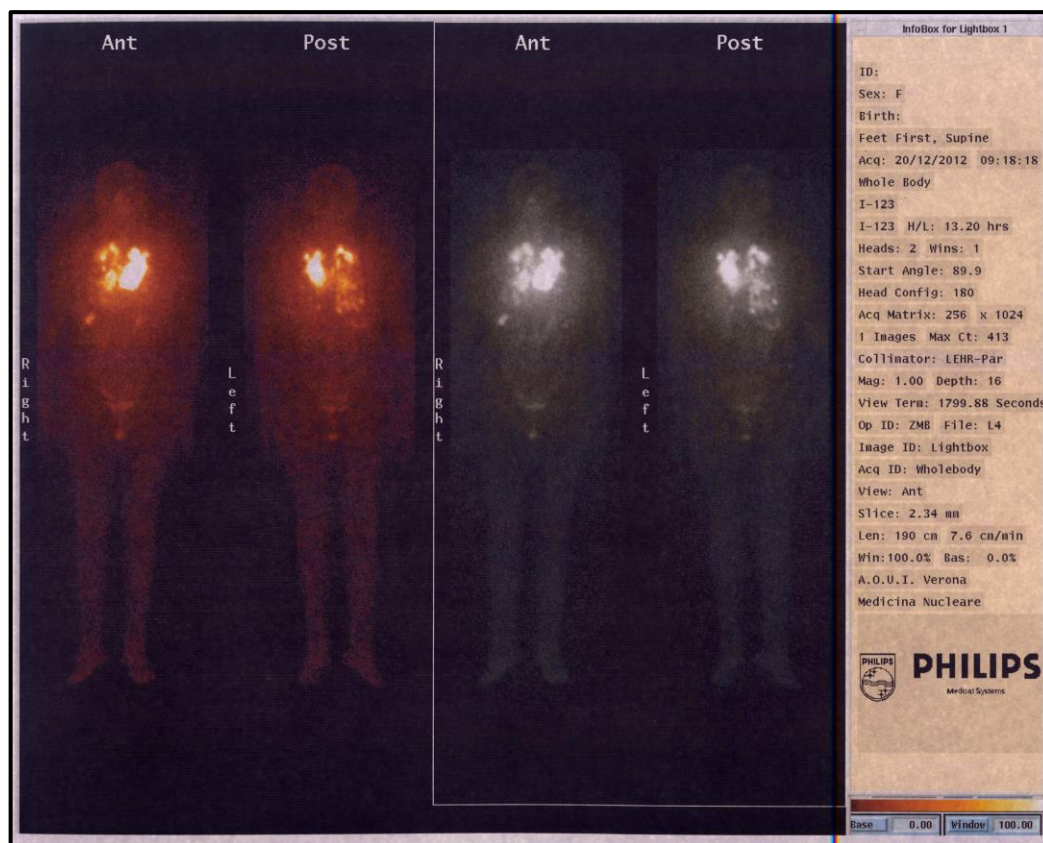 Ant Post Ant Post
Right
Left
Right
Left
InfoBox for Lightbox 1
ID:
Sex: F
Birth:
Feet First, Supine
Acq: 20/12/2012 09:18:18
Whole Body
I-123
I-123 H/L: 13.20 hrs
Heads: 2 Wins: 1
Start Angle: 89.9
Head Config: 180
Acq Matrix: 256 x 1024
1 Images Max Ct: 413
Collimator: LEHR-Par
Mag: 1.00 Depth: 16
View Term: 1799.88 Seconds
Op ID: ZMB File: L4
Image ID: Lightbox
Acq ID: Wholebody
View: Ant
Slice: 2.34 mm
Len: 190 cm 7.6 cm/min
Win:100.0% Bas: 0.0%
A.O.U.I. Verona
Medicina Nucleare
PHILIPS
PHILIPS
Medical Systems
Base 0.00 Window 100.00